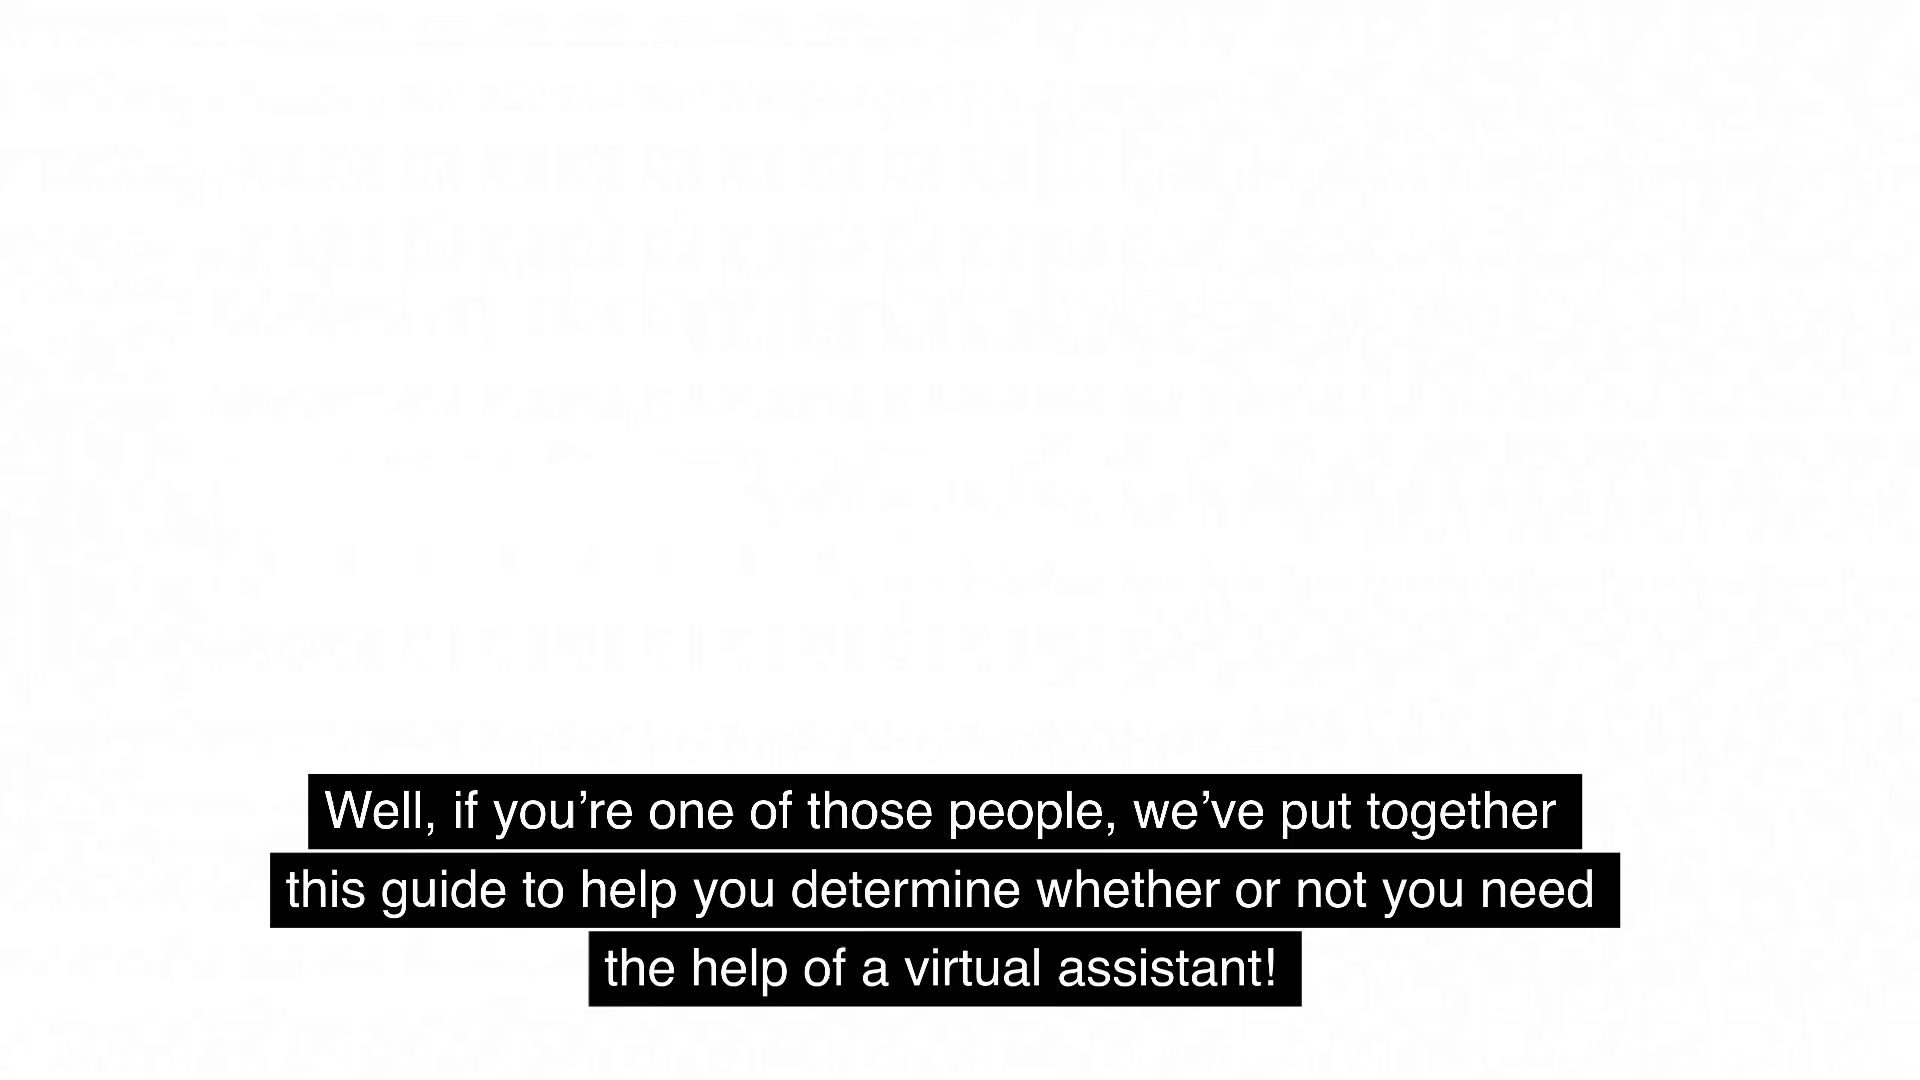 Well, if you’re one of those people, we’ve put together
this guide to help you determine whether or not you need
the help of a virtual assistant!